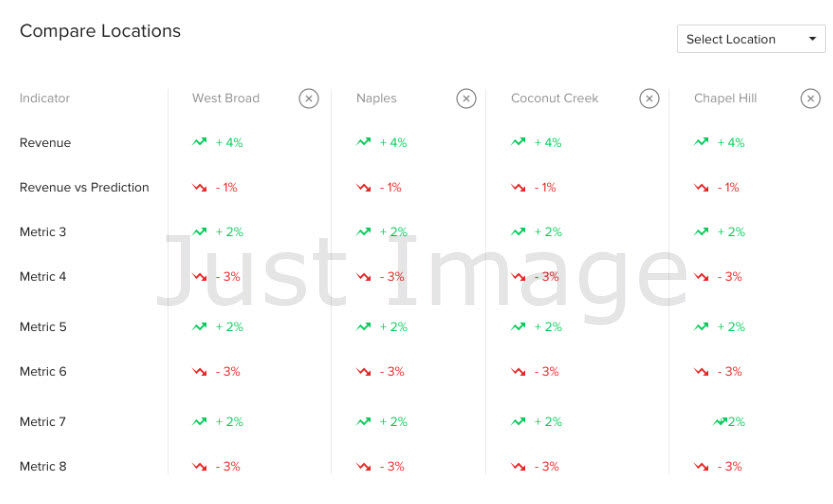 Compare Locations
Select Location
Indicator West Broad Naples Coconut Creek Chapel Hill
Revenue + 4% + 4% + 4% + 4%
Revenue vs Prediction - 1% - 1% - 1% - 1%
Metric 3 + 2% + 2% + 2% + 2%
Just Image
Metric 4 - 3% - 3% - 3% - 3%
Metric 5 + 2% + 2% + 2% + 2%
Metric 6 - 3% - 3% - 3% - 3%
Metric 7 + 2% + 2% + 2% 2%
Metric 8 - 3% - 3% - 3% - 3%